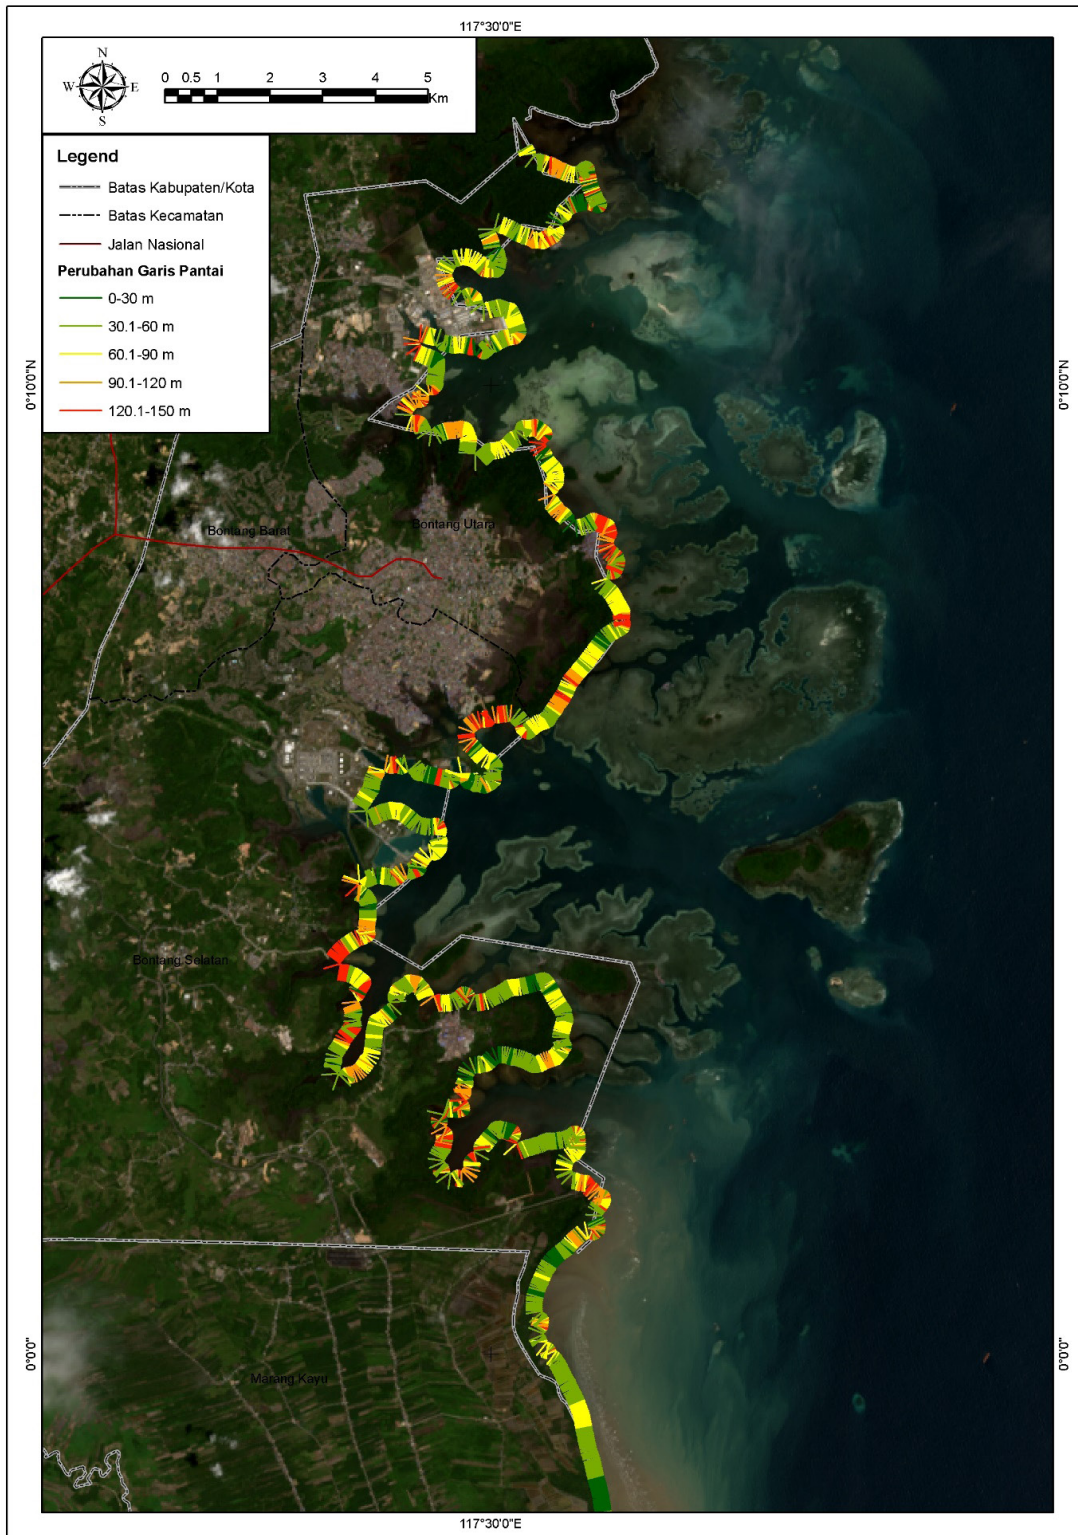 117°30'0"E
N
W E
S
0 0.5 1 2 3 4 5
Km
Legend
Batas Kabupaten/Kota
Batas Kecamatan
Jalan Nasional
Perubahan Garis Pantai
0-30 m
30.1-60 m
60.1-90 m
90.1-120 m
120.1-150 m
0°10'0"N
0°10'0"N
Bontang Barat
Bontang Utara
Bontang Selatan
0°0'0"
0°0'0"
Marang Kayu
117°30'0"E